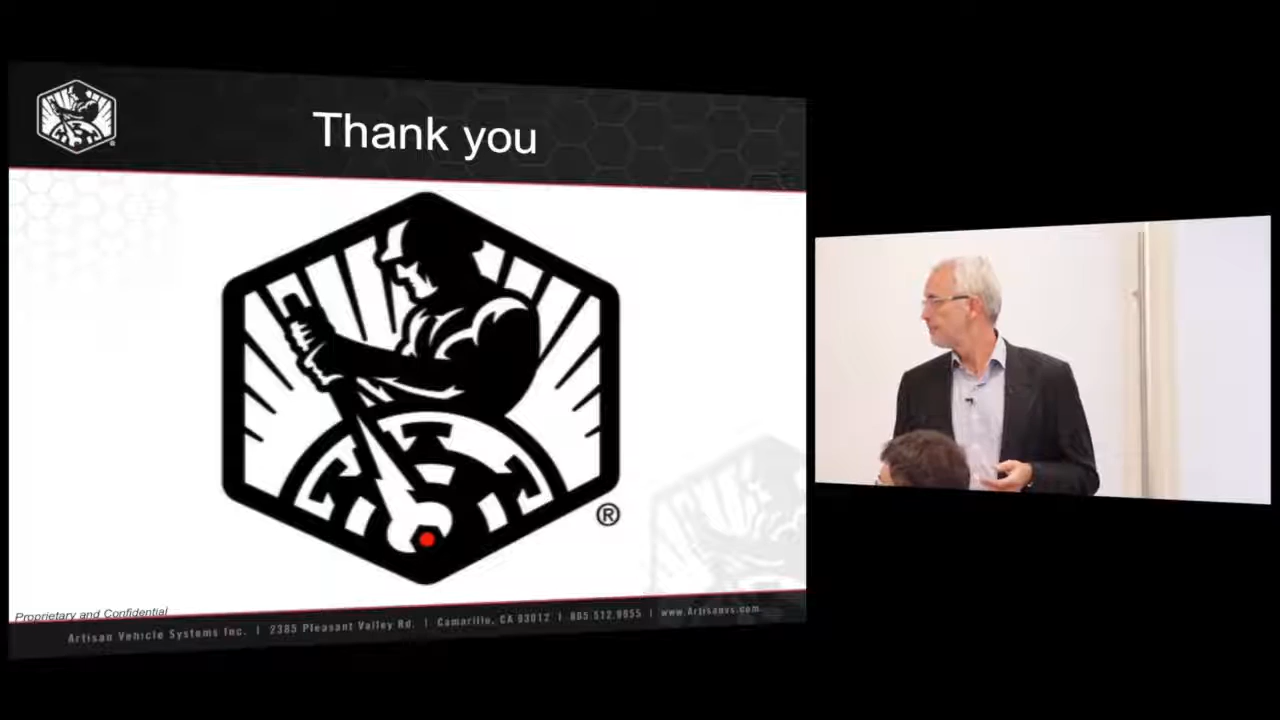 Thank you
®
Proprietary and Confidential
Artisan Vehicle Systems Inc. | 2385 Pleasant Valley Rd. | Camarillo, CA 93012 | 805.512.9955 | www.Artisanvs.com